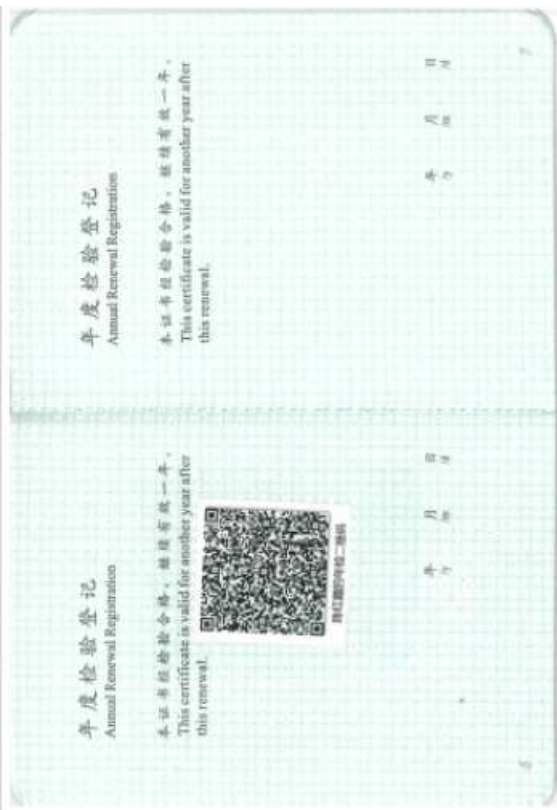 年度检验登记
Annual Renewal Registration
本证书经检验合格，继续有效一年。
This certificate is valid for another year after
this renewal.
年 月 日
/y /m /d
6
年度检验登记
Annual Renewal Registration
本证书经检验合格，继续有效一年。
This certificate is valid for another year after
this renewal.
年 月 日
/y /m /d
7